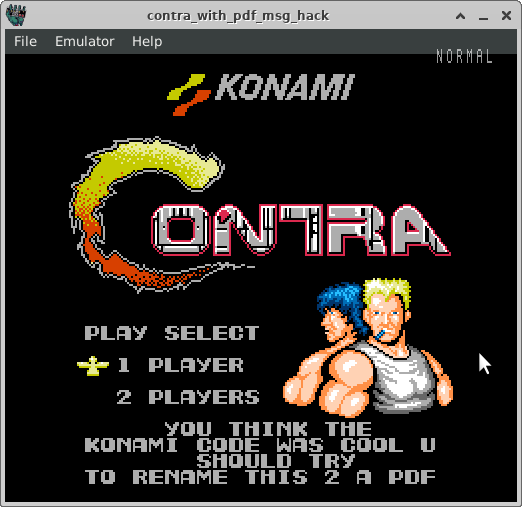 contra_with_pdf_msg_hack
File Emulator Help
NORMAL
KONAMI
CONTRA
PLAY SELECT
1 PLAYER
2 PLAYERS
YOU THINK THE
KONAMI CODE WAS COOL U
SHOULD TRY
TO RENAME THIS 2 A PDF